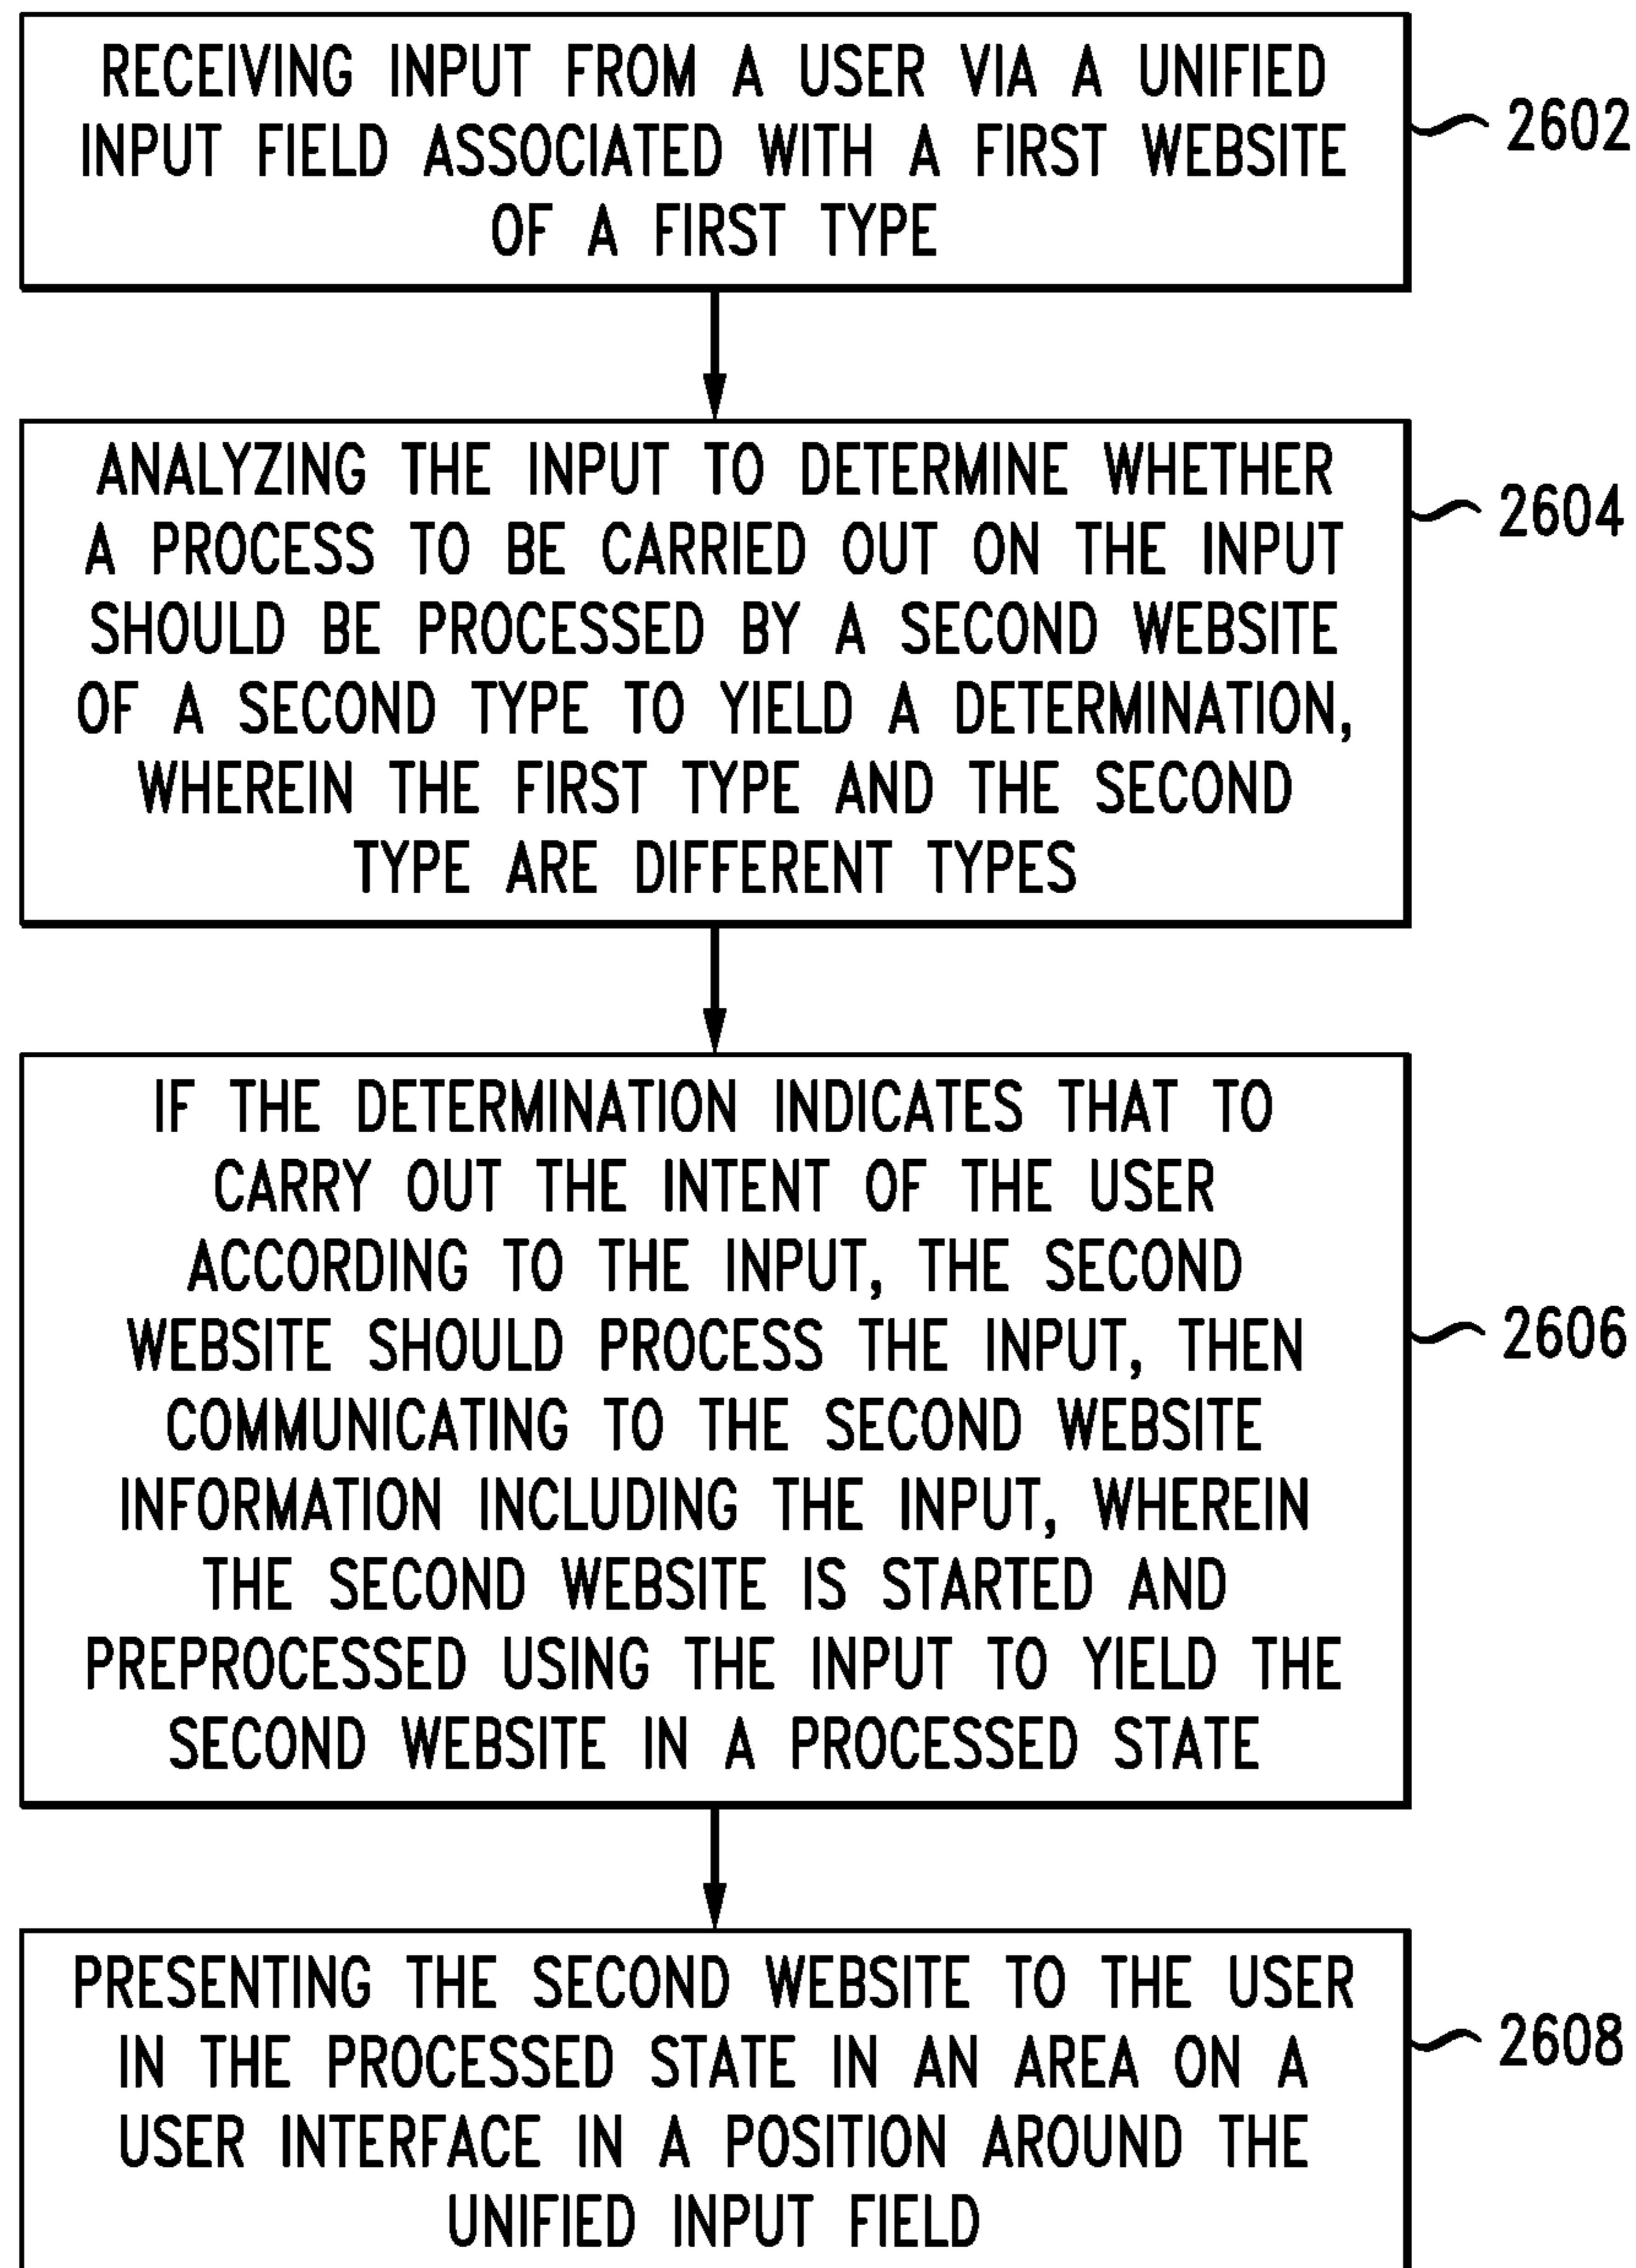 RECEIVING INPUT FROM A USER VIA A UNIFIED
INPUT FIELD ASSOCIATED WITH A FIRST WEBSITE
OF A FIRST TYPE
2602
ANALYZING THE INPUT TO DETERMINE WHETHER
A PROCESS TO BE CARRIED OUT ON THE INPUT
SHOULD BE PROCESSED BY A SECOND WEBSITE
OF A SECOND TYPE TO YIELD A DETERMINATION,
WHEREIN THE FIRST TYPE AND THE SECOND
TYPE ARE DIFFERENT TYPES
2604
IF THE DETERMINATION INDICATES THAT TO
CARRY OUT THE INTENT OF THE USER
ACCORDING TO THE INPUT, THE SECOND
WEBSITE SHOULD PROCESS THE INPUT, THEN
COMMUNICATING TO THE SECOND WEBSITE
INFORMATION INCLUDING THE INPUT, WHEREIN
THE SECOND WEBSITE IS STARTED AND
PREPROCESSED USING THE INPUT TO YIELD THE
SECOND WEBSITE IN A PROCESSED STATE
2606
PRESENTING THE SECOND WEBSITE TO THE USER
IN THE PROCESSED STATE IN AN AREA ON A
USER INTERFACE IN A POSITION AROUND THE
UNIFIED INPUT FIELD
2608